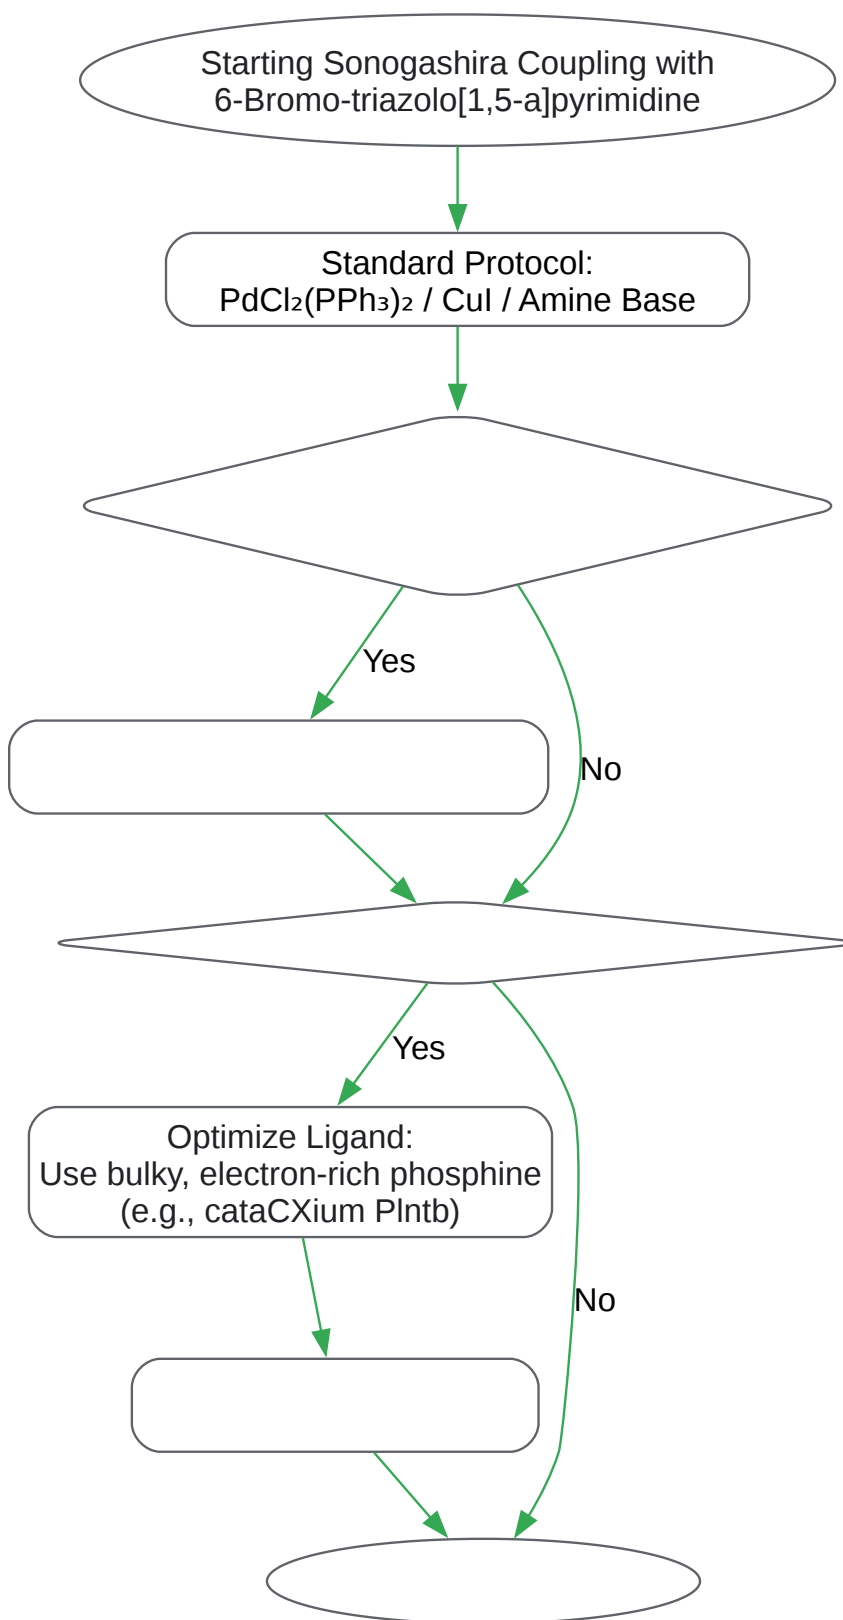 Starting Sonogashira Coupling with
6-Bromo-triazolo[1,5-a]pyrimidine
Standard Protocol:
PdCl₂(PPh₃)₂ / CuI / Amine Base
Yes
No
Yes
Optimize Ligand:
Use bulky, electron-rich phosphine
(e.g., cataCXium Plntb)
No